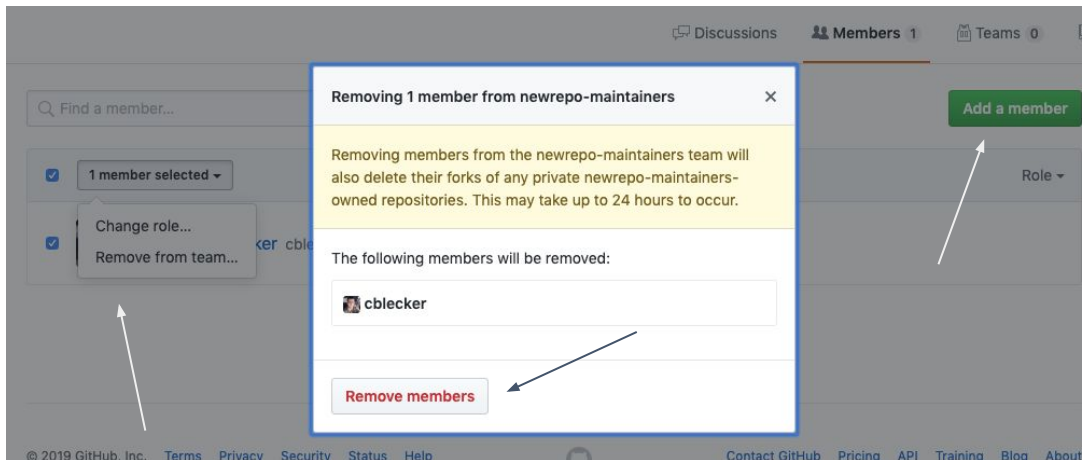 Discussions
Members 1
Teams 0
Find a member...
Add a member
1 member selected
Role
Change role...
Remove from team...
Removing 1 member from newrepo-maintainers
Removing members from the newrepo-maintainers team will
also delete their forks of any private newrepo-maintainers-
owned repositories. This may take up to 24 hours to occur.
The following members will be removed:
cblecker
Remove members
© 2019 GitHub, Inc. Terms Privacy Security Status Help
Contact GitHub Pricing API Training Blog About